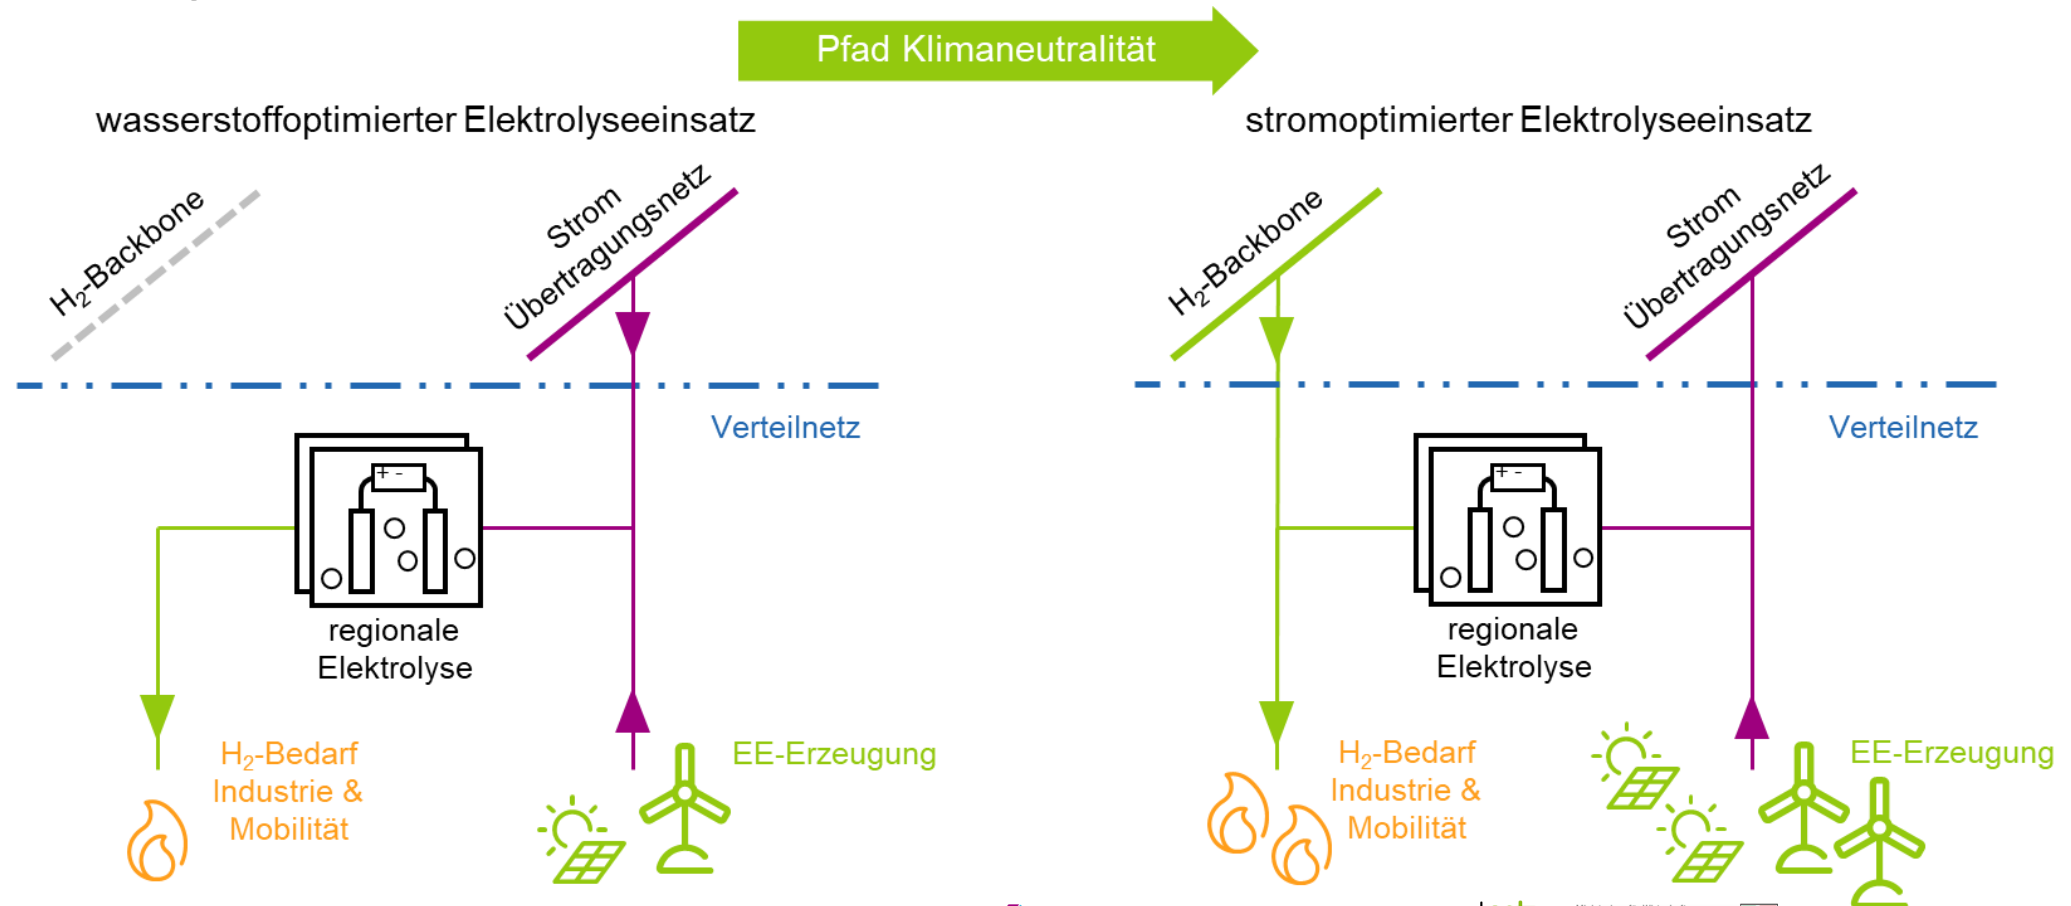 Pfad Klimaneutralität
wasserstoffoptimierter Elektrolyseeinsatz
H₂-Backbone
Strom
Übertragungsnetz
Verteilnetz
+ -
regionale
Elektrolyse
H₂-Bedarf
Industrie &
Mobilität
EE-Erzeugung
stromoptimierter Elektrolyseeinsatz
H₂-Backbone
Strom
Übertragungsnetz
Verteilnetz
+ -
regionale
Elektrolyse
H₂-Bedarf
Industrie &
Mobilität
EE-Erzeugung